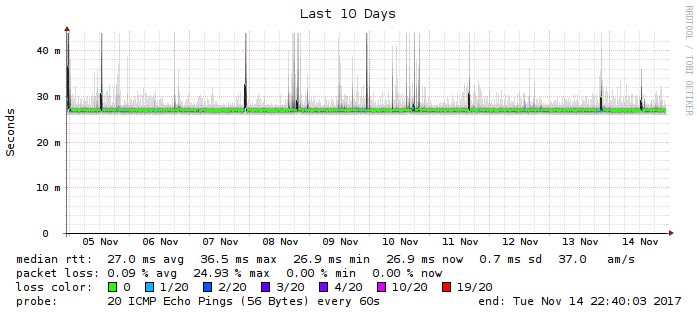 Last 10 Days
RRDTOOL / TOBI OETIKER
Seconds
40 m
30 m
20 m
10 m
0
05 Nov 06 Nov 07 Nov 08 Nov 09 Nov 10 Nov 11 Nov 12 Nov 13 Nov 14 Nov
median rtt: 27.0 ms avg 36.5 ms max 26.9 ms min 26.9 ms now 0.7 ms sd 37.0 am/s
packet loss: 0.09 % avg 24.93 % max 0.00 % min 0.00 % now
loss color: 0 1/20 2/20 3/20 4/20 10/20 19/20
probe: 20 ICMP Echo Pings (56 Bytes) every 60s end: Tue Nov 14 22:40:03 2017